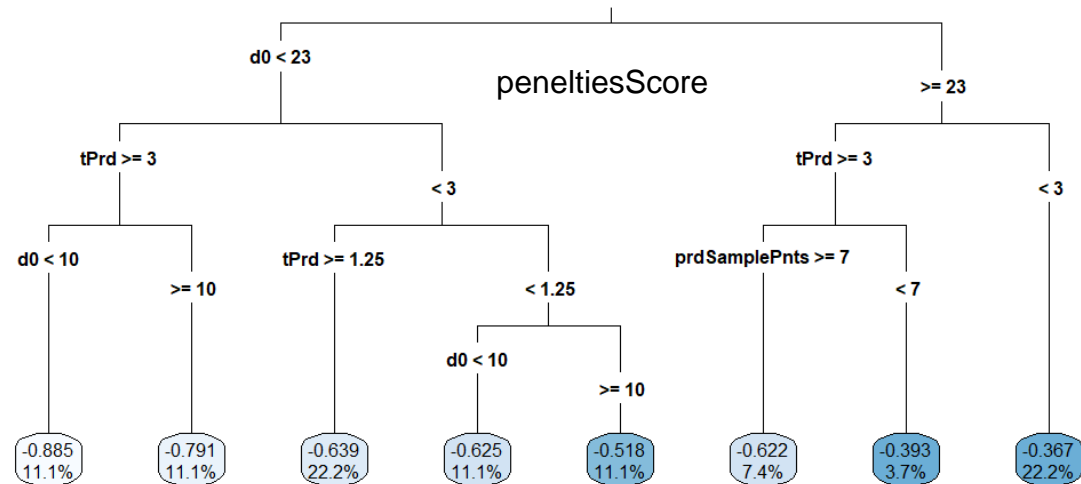 d0 < 23
peneltiesScore
>= 23
tPrd >= 3
< 3
tPrd >= 3
< 3
d0 < 10
>= 10
tPrd >= 1.25
< 1.25
prdSamplePnts >= 7
< 7
d0 < 10
>= 10
-0.885
11.1%
-0.791
11.1%
-0.639
22.2%
-0.625
11.1%
-0.518
11.1%
-0.622
7.4%
-0.393
3.7%
-0.367
22.2%